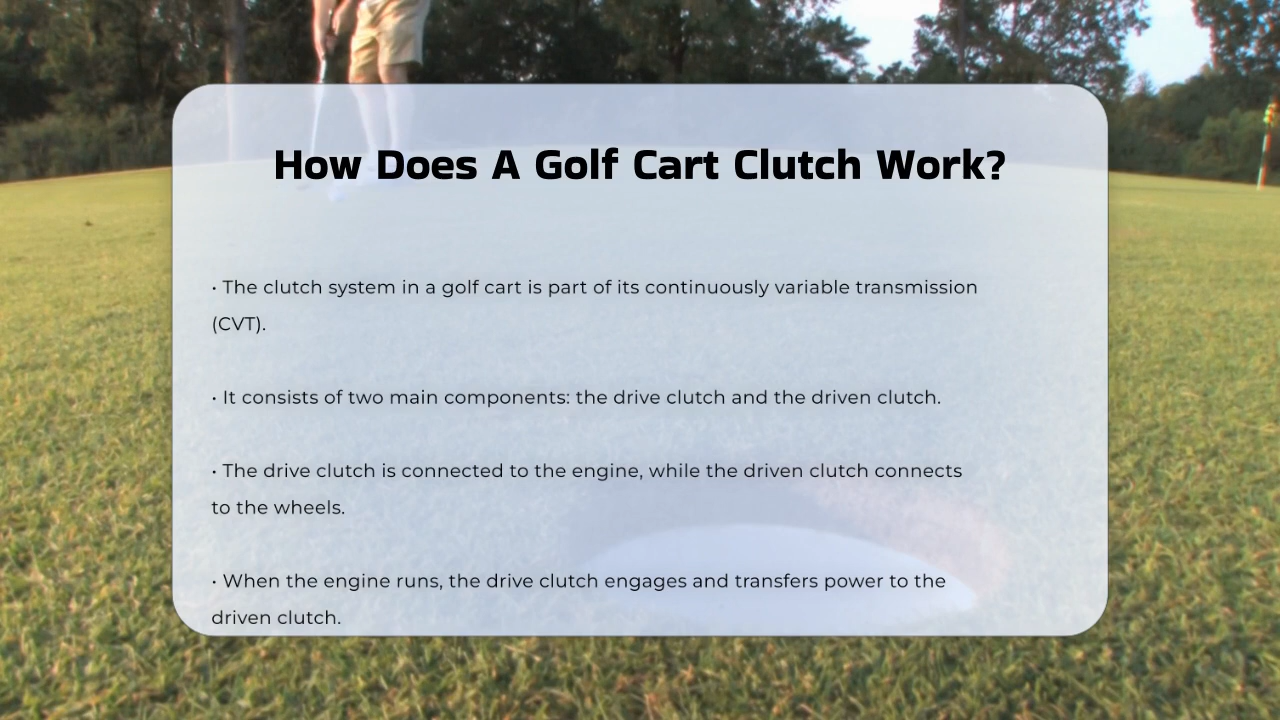 How Does A Golf Cart Clutch Work?
• The clutch system in a golf cart is part of its continuously variable transmission
(CVT).
• It consists of two main components: the drive clutch and the driven clutch.
• The drive clutch is connected to the engine, while the driven clutch connects
to the wheels.
• When the engine runs, the drive clutch engages and transfers power to the
driven clutch.